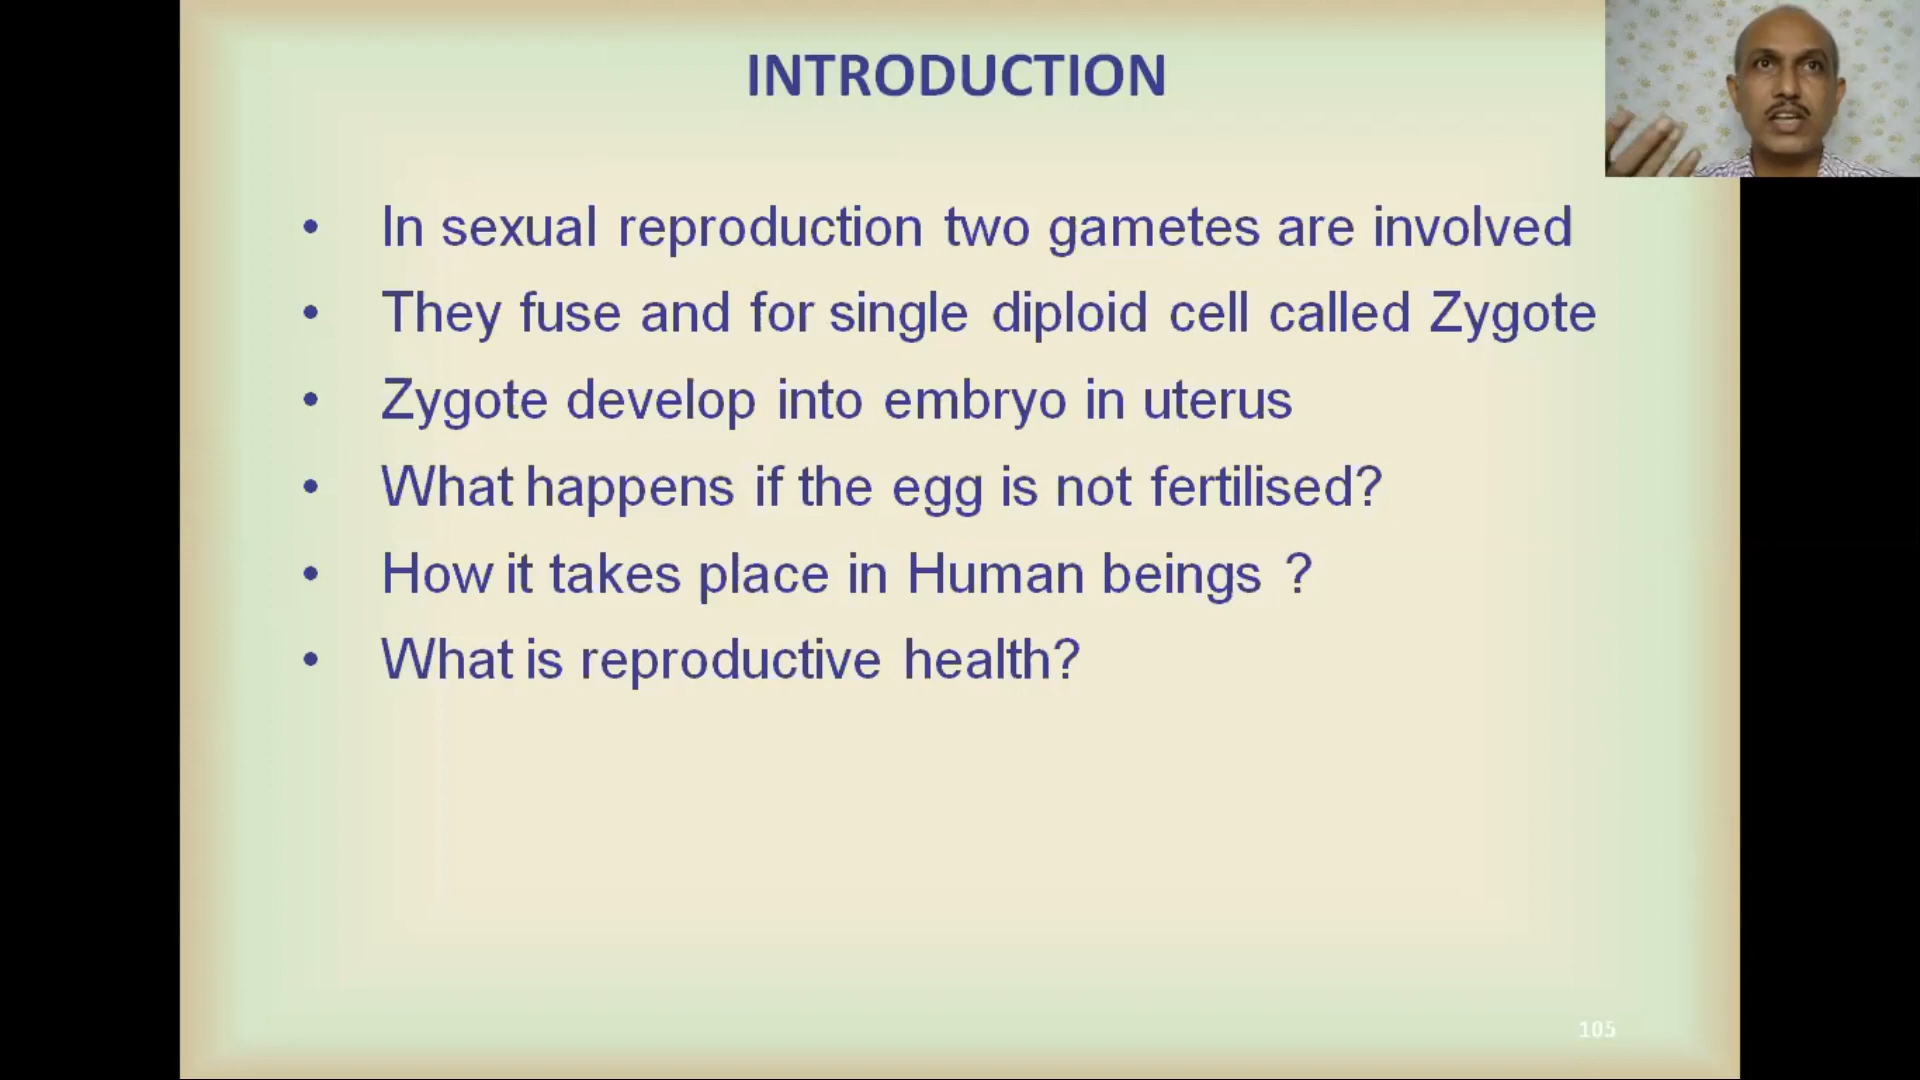 INTRODUCTION
• In sexual reproduction two gametes are involved
• They fuse and for single diploid cell called Zygote
• Zygote develop into embryo in uterus
• What happens if the egg is not fertilised?
• How it takes place in Human beings ?
• What is reproductive health?
105